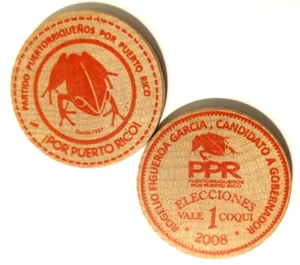 PARTIDO PUERTORRIQUEÑOS POR PUERTO RICO
¡POR PUERTO RICO!
ROGELIO FIGUEROA GARCIA, CANDIDATO A GOBERNADOR
PPR
PUERTORRIQUEÑOS
POR PUERTO RICO
ELECCIONES
VALE 1 COQUI
2008